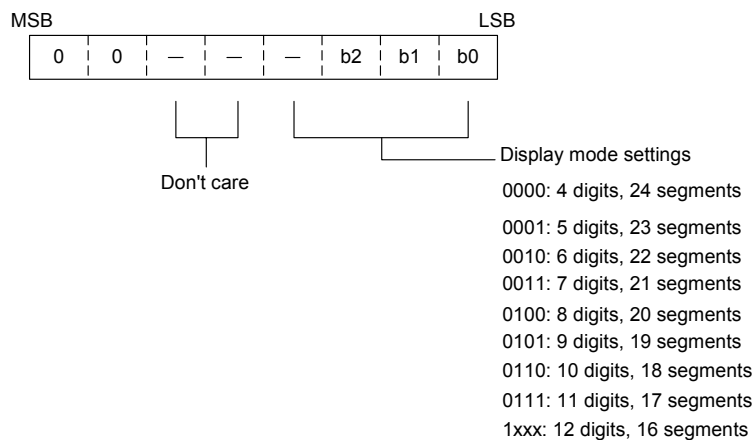 MSB LSB
0 0 — — — b2 b1 b0
Don't care
Display mode settings
0000: 4 digits, 24 segments
0001: 5 digits, 23 segments
0010: 6 digits, 22 segments
0011: 7 digits, 21 segments
0100: 8 digits, 20 segments
0101: 9 digits, 19 segments
0110: 10 digits, 18 segments
0111: 11 digits, 17 segments
1xxx: 12 digits, 16 segments